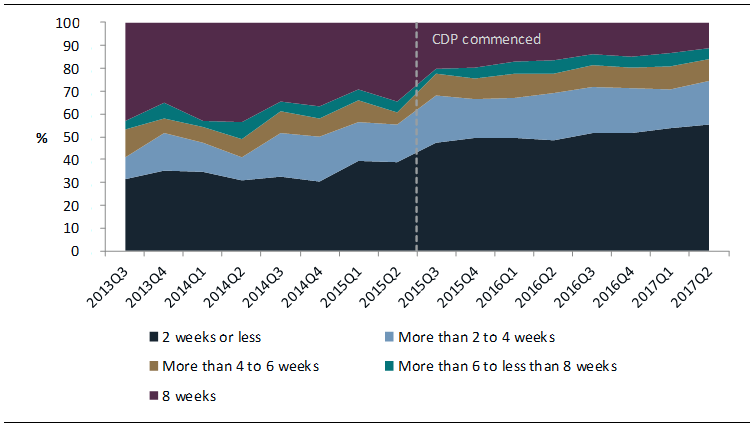 100
90
80
70
60
50
40
30
20
10
0
%
CDP commenced
2013Q3
2013Q4
2014Q1
2014Q2
2014Q3
2014Q4
2015Q1
2015Q2
2015Q3
2015Q4
2016Q1
2016Q2
2016Q3
2016Q4
2017Q1
2017Q2
2 weeks or less
More than 2 to 4 weeks
More than 4 to 6 weeks
More than 6 to less than 8 weeks
8 weeks